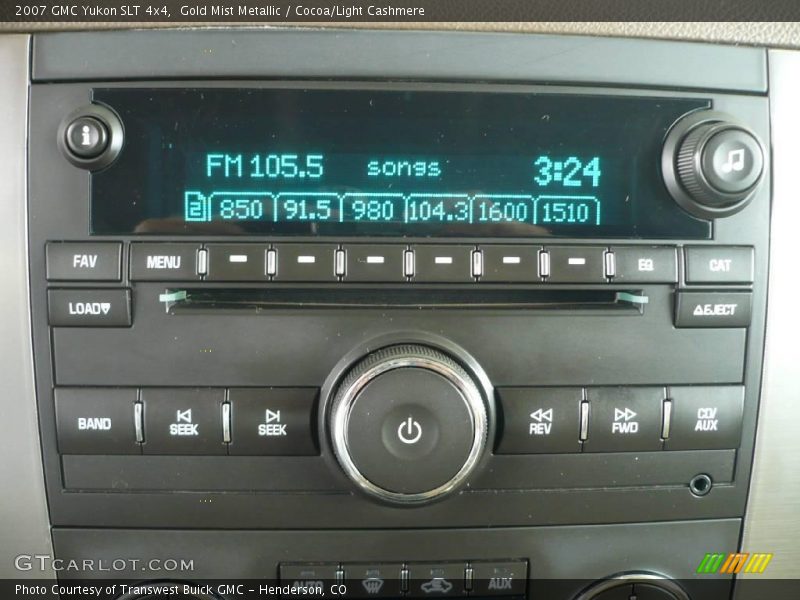 2007 GMC Yukon SLT 4x4,  Gold Mist Metallic / Cocoa/Light Cashmere
i
FM 105.5 songs 3:24
2 850 91.5 980 104.3 1600 1510
FAV MENU EQ CAT
LOAD EJECT
BAND SEEK SEEK REV FWD CD/AUX
AUTO AUX
GTCARLOT.COM
Photo Courtesy of Transwest Buick GMC - Henderson, CO